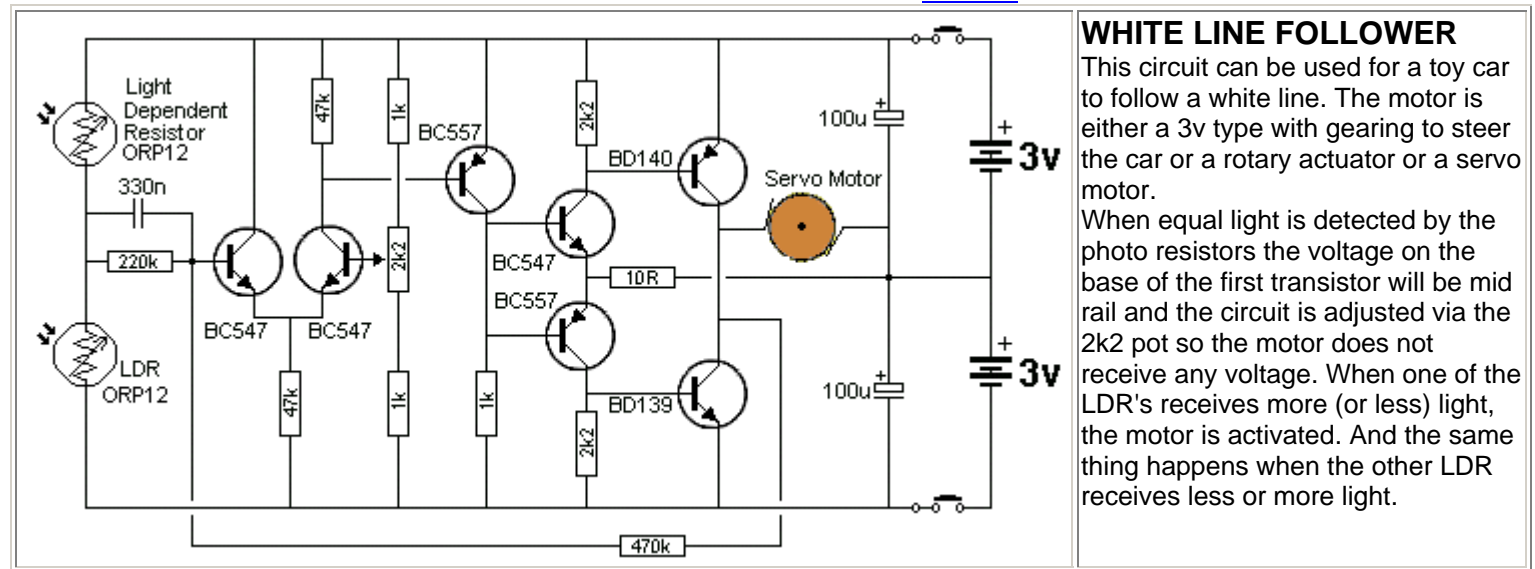 Light
Dependent
Resistor
ORP12
330n
220k
BC547
BC547
LDR
ORP12
47k
47k
1k
2k2
1k
BC557
1k
2k2
BD140
BC547
BC557
10R
2k2
BD139
Servo Motor
100u
+
100u
+
+
3v
+
3v
470k
WHITE LINE FOLLOWER
This circuit can be used for a toy car
to follow a white line. The motor is
either a 3v type with gearing to steer
the car or a rotary actuator or a servo
motor.
When equal light is detected by the
photo resistors the voltage on the
base of the first transistor will be mid
rail and the circuit is adjusted via the
2k2 pot so the motor does not
receive any voltage. When one of the
LDR's receives more (or less) light,
the motor is activated. And the same
thing happens when the other LDR
receives less or more light.